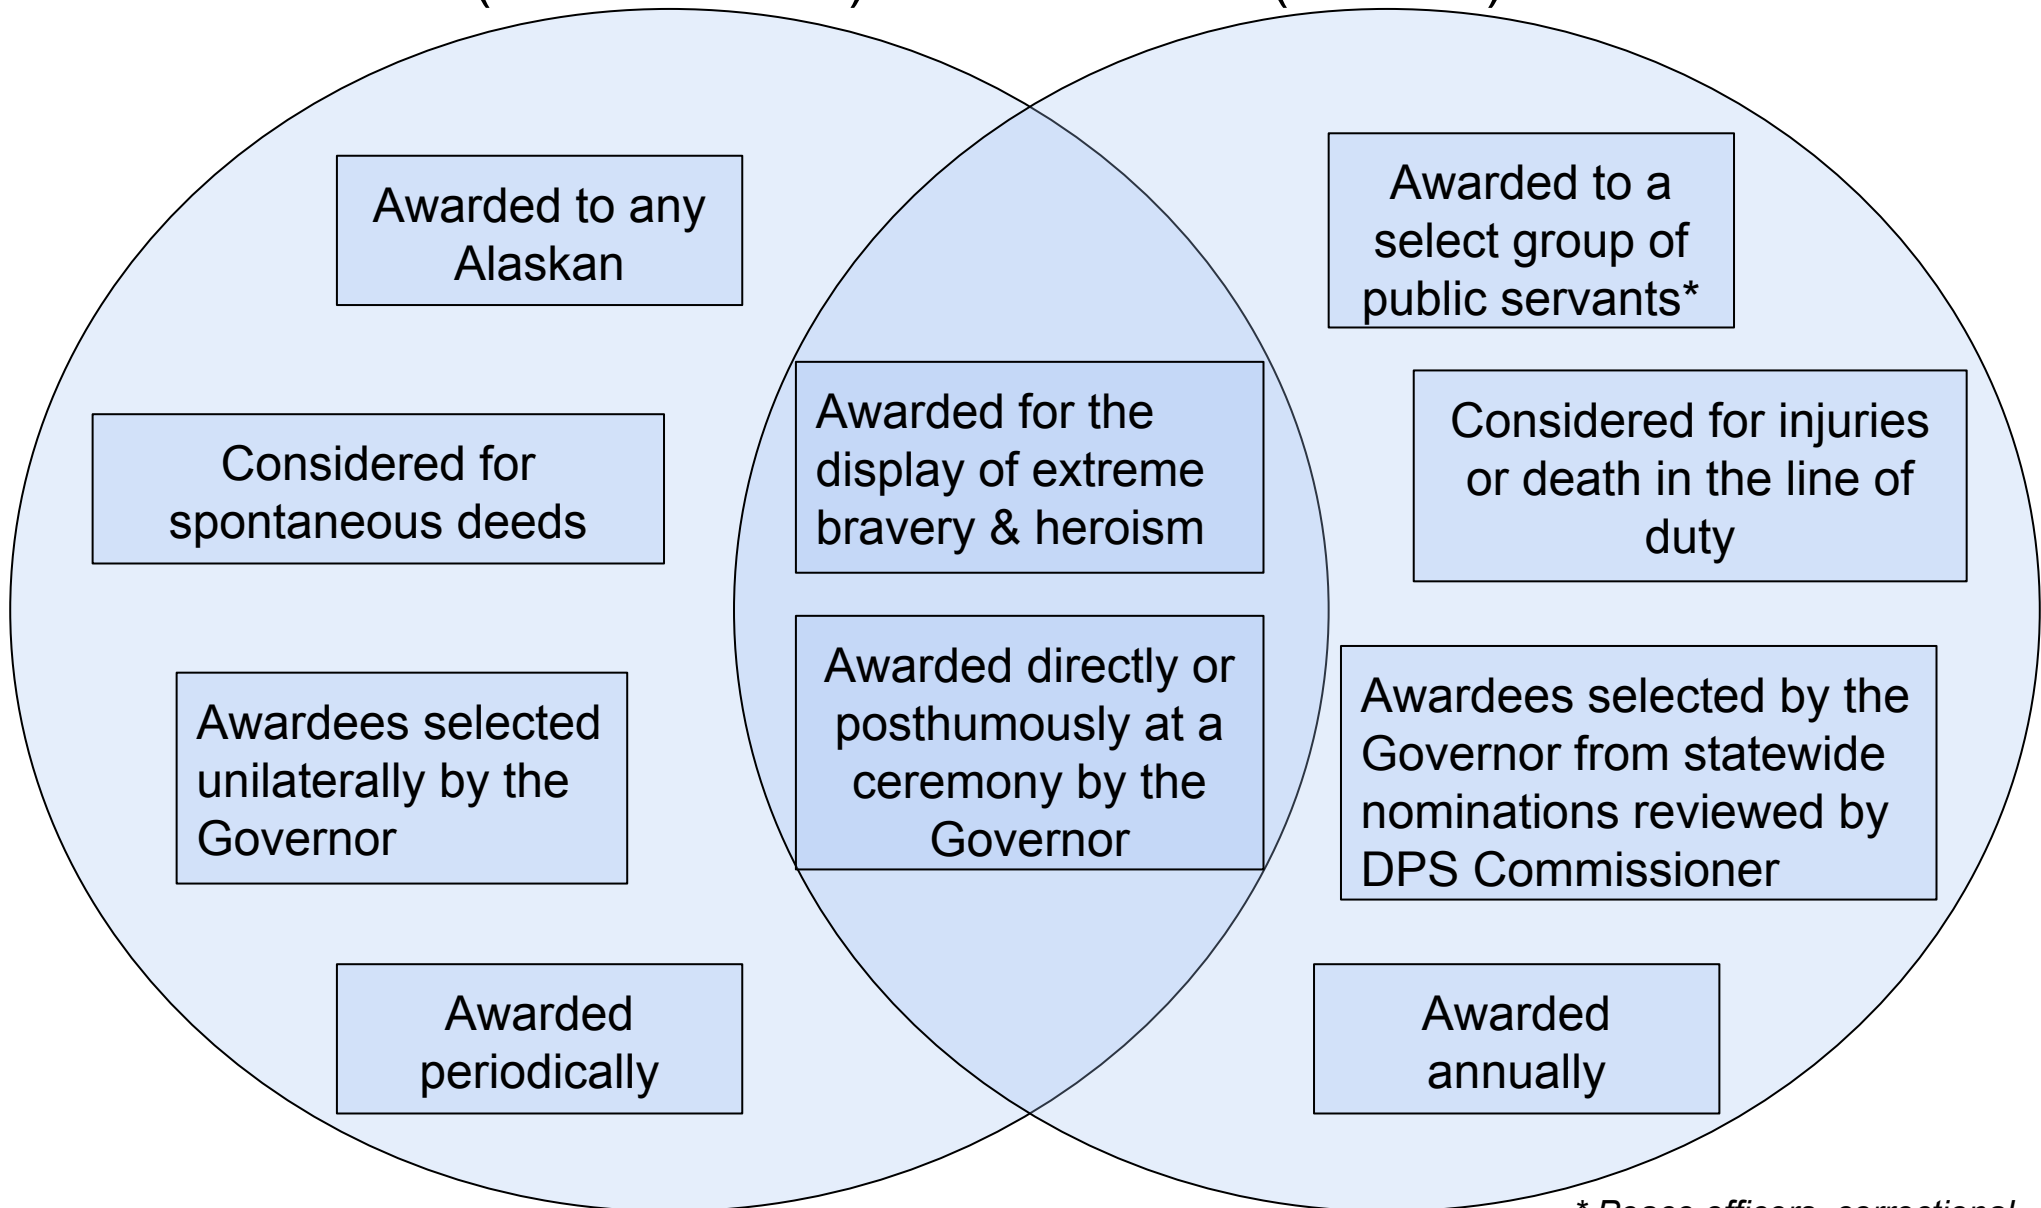 Awarded to any
Alaskan
Considered for
spontaneous deeds
Awardees selected
unilaterally by the
Governor
Awarded
periodically
Awarded for the
display of extreme
bravery & heroism
Awarded directly or
posthumously at a
ceremony by the
Governor
Awarded to a
select group of
public servants*
Considered for injuries
or death in the line of
duty
Awardees selected by the
Governor from statewide
nominations reviewed by
DPS Commissioner
Awarded
annually
* Peace officers, correctional